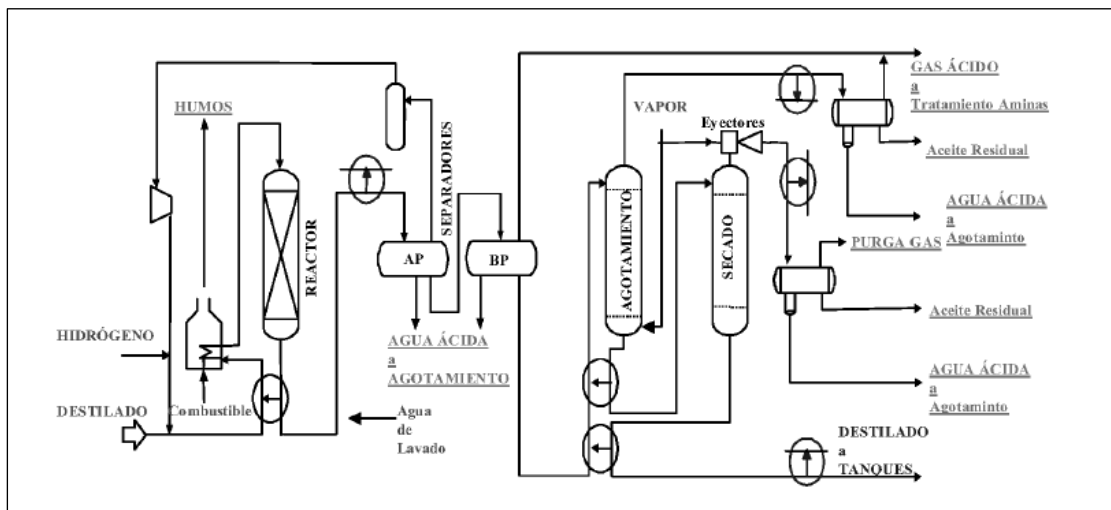 HUMOS
HIDRÓGENO
DESTILADO
Combustible
REACTOR
Agua
de
Lavado
SEPARADORES
AP
BP
AGUA ÁCIDA
a
AGOTAMIENTO
VAPOR
Eyectores
AGOTAMIENTO
SECADO
GAS ÁCIDO
a
Tratamiento Aminas
Aceite Residual
AGUA ÁCIDA
a
Agotaminto
PURGA GAS
Aceite Residual
AGUA ÁCIDA
a
Agotaminto
DESTILADO
a
TANQUES